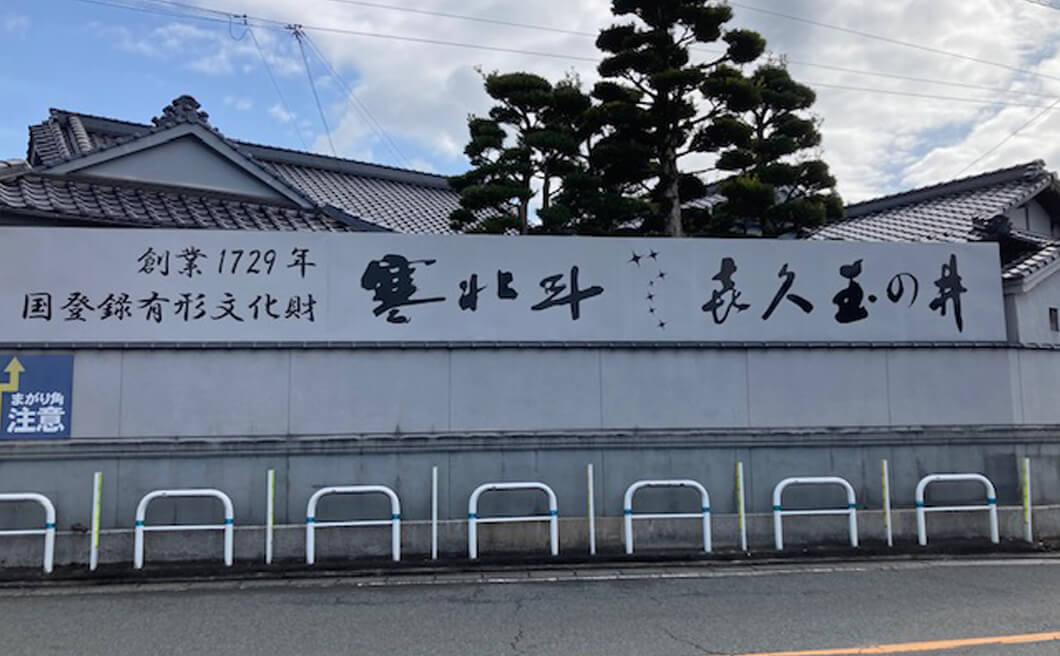 創業1729年
国登録有形文化財
寒北斗
㐂久玉の井
まがり角
注意